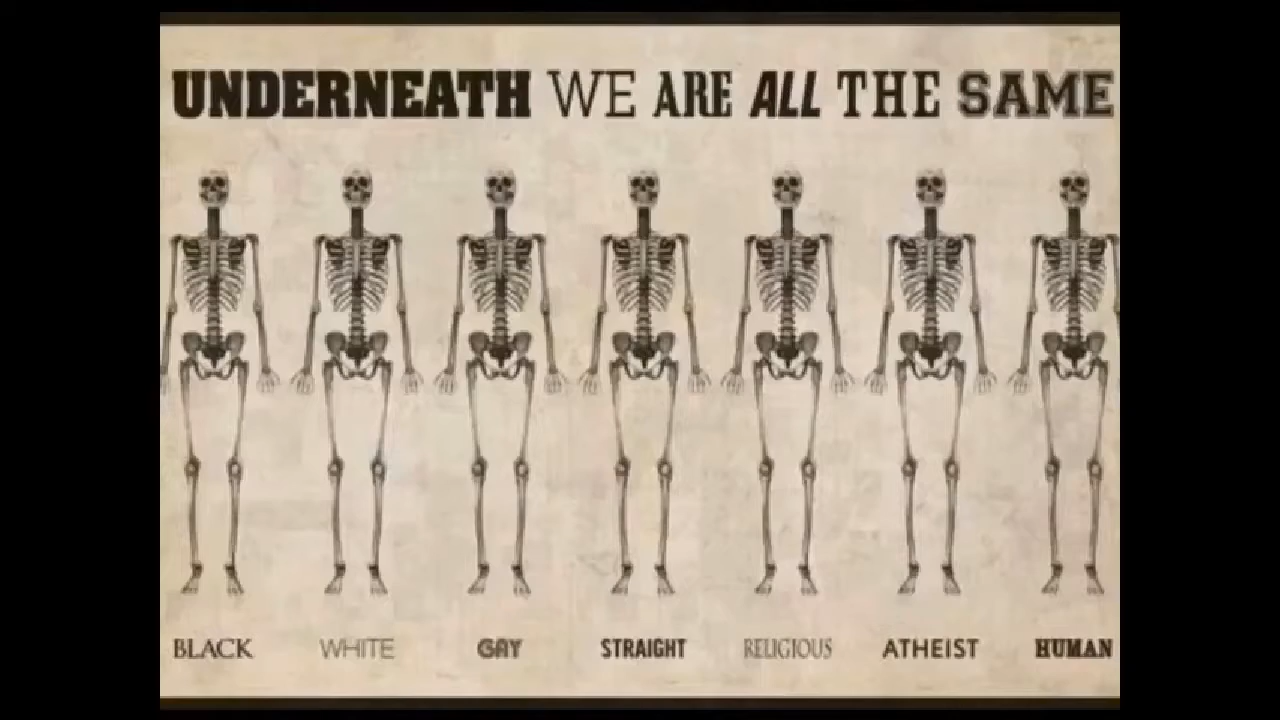 UNDERNEATH WE ARE ALL THE SAME
BLACK WHITE GAY STRAIGHT RELIGIOUS ATHEIST HUMAN